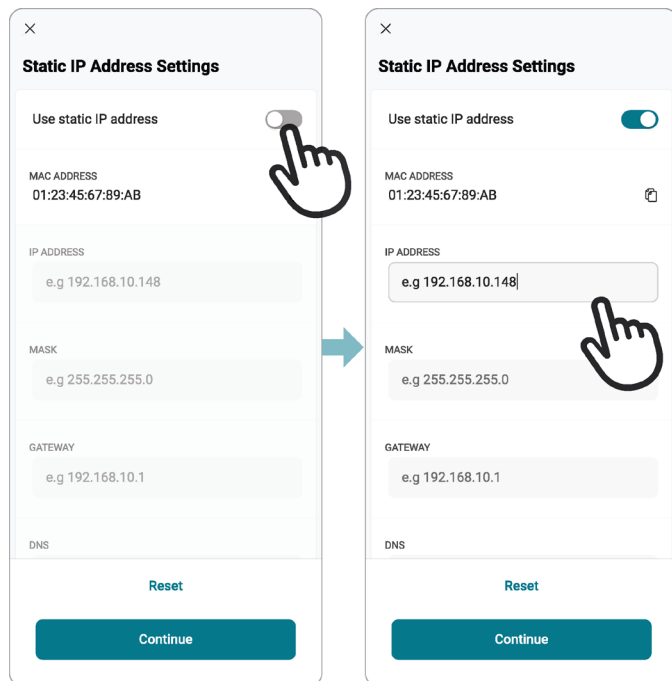 Static IP Address Settings
Use static IP address
MAC ADDRESS
01:23:45:67:89:AB
IP ADDRESS
e.g 192.168.10.148
MASK
e.g 255.255.255.0
GATEWAY
e.g 192.168.10.1
DNS
Reset
Continue
Static IP Address Settings
Use static IP address
MAC ADDRESS
01:23:45:67:89:AB
IP ADDRESS
e.g 192.168.10.148
MASK
e.g 255.255.255.0
GATEWAY
e.g 192.168.10.1
DNS
Reset
Continue